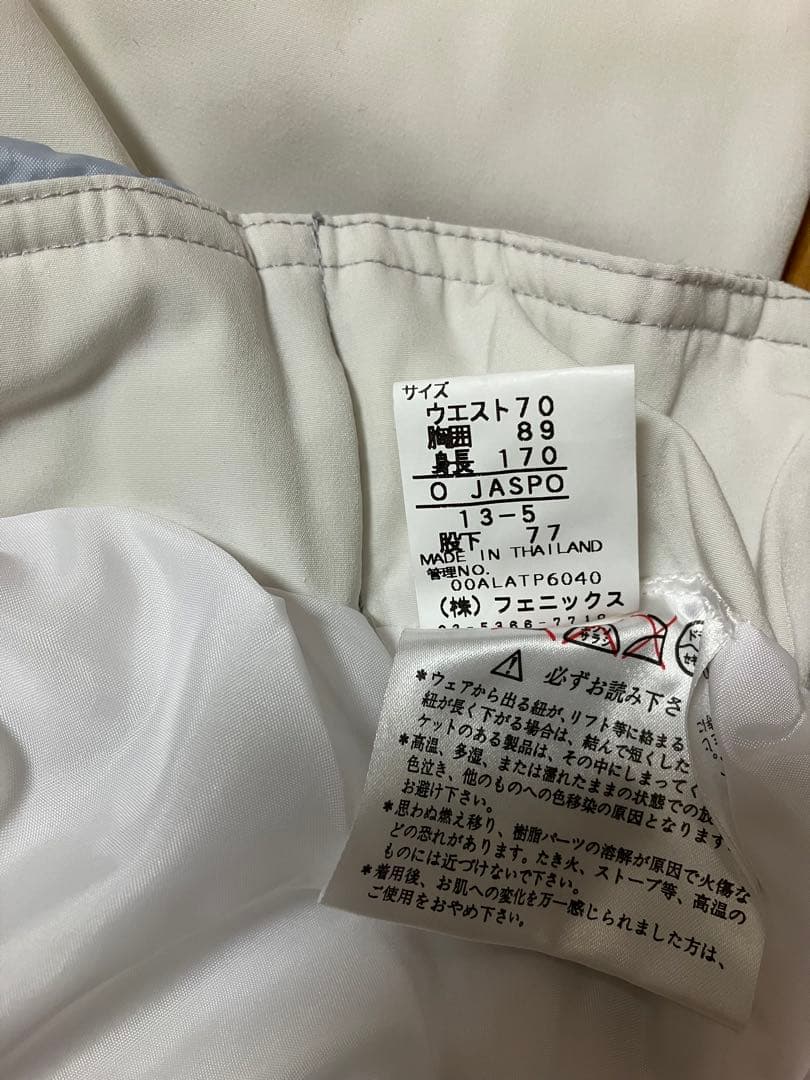 サイズ
ウエスト70
胸囲 89
身長 170
O JASPO
13-5
股下 77
MADE IN THAILAND
管理NO.
00ALATP6040
(株)フェニックス
サラシ
必ずお読み下さ
*ウェアから出る紐が、リフト等に絡まる
紐が長く下がる場合は、結んで短くした
ケットのある製品は、その中にしまってく
*高温、多湿、または濡れたままの状態での放
色泣き、他のものへの色移染の原因となります
お避け下さい。
*思わぬ燃え移り、樹脂パーツの溶解が原因で火傷な
どの恐れがあります。たき火、ストーブ等、高温の
ものには近づけないで下さい。
*着用後、お肌への変化を万一感じられました方は、
ご使用をおやめ下さい。